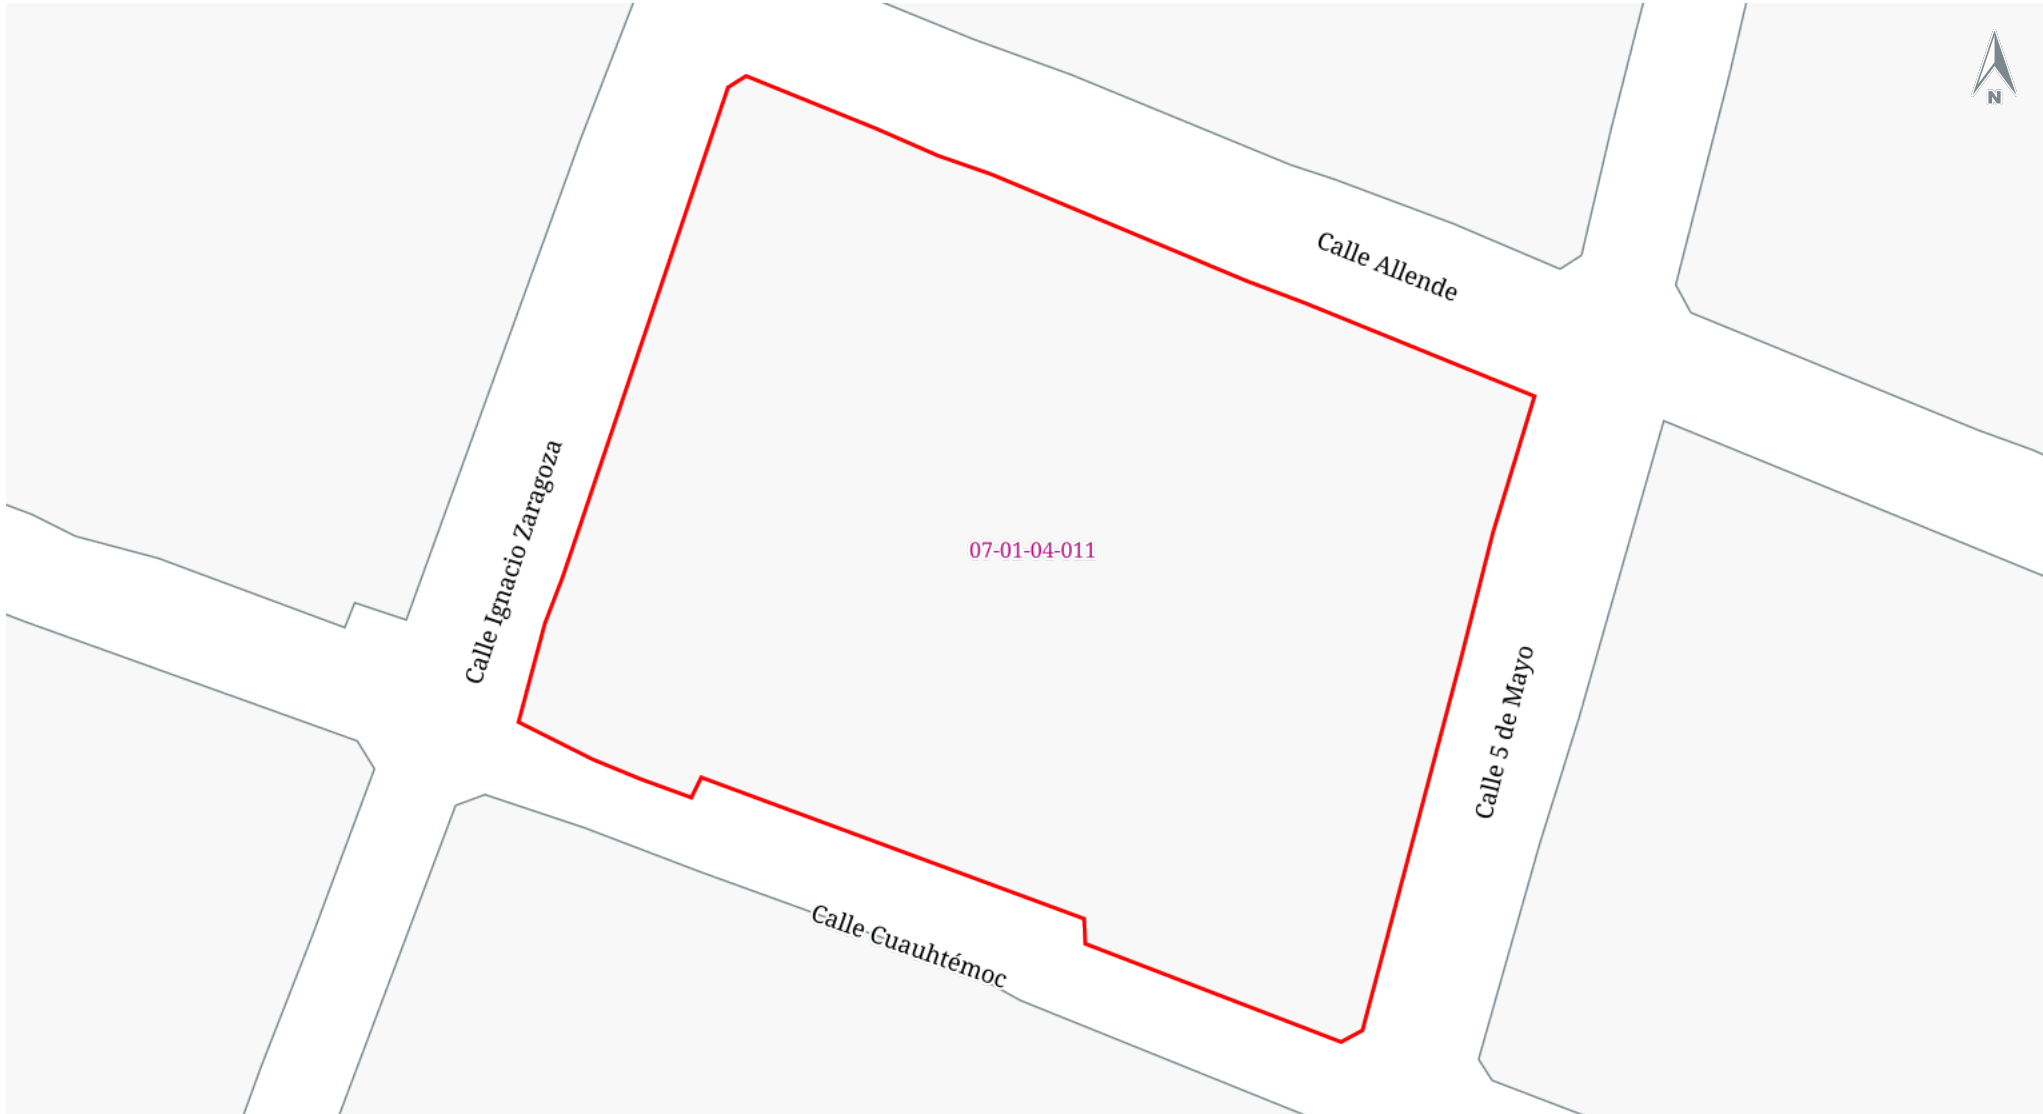 N
Calle Allende
Calle Ignacio Zaragoza
07-01-04-011
Calle 5 de Mayo
Calle Cuauhtémoc